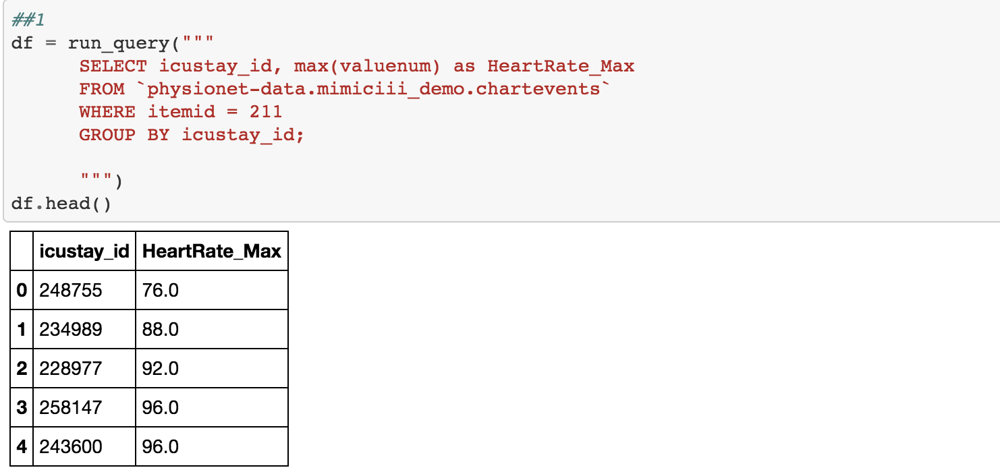 ##1
df = run_query("""
SELECT icustay_id, max(valuenum) as HeartRate_Max
FROM `physionet-data.mimiciii_demo.chartevents`
WHERE itemid = 211
GROUP BY icustay_id;
""")
df.head()
icustay_id HeartRate_Max
0 248755 76.0
1 234989 88.0
2 228977 92.0
3 258147 96.0
4 243600 96.0